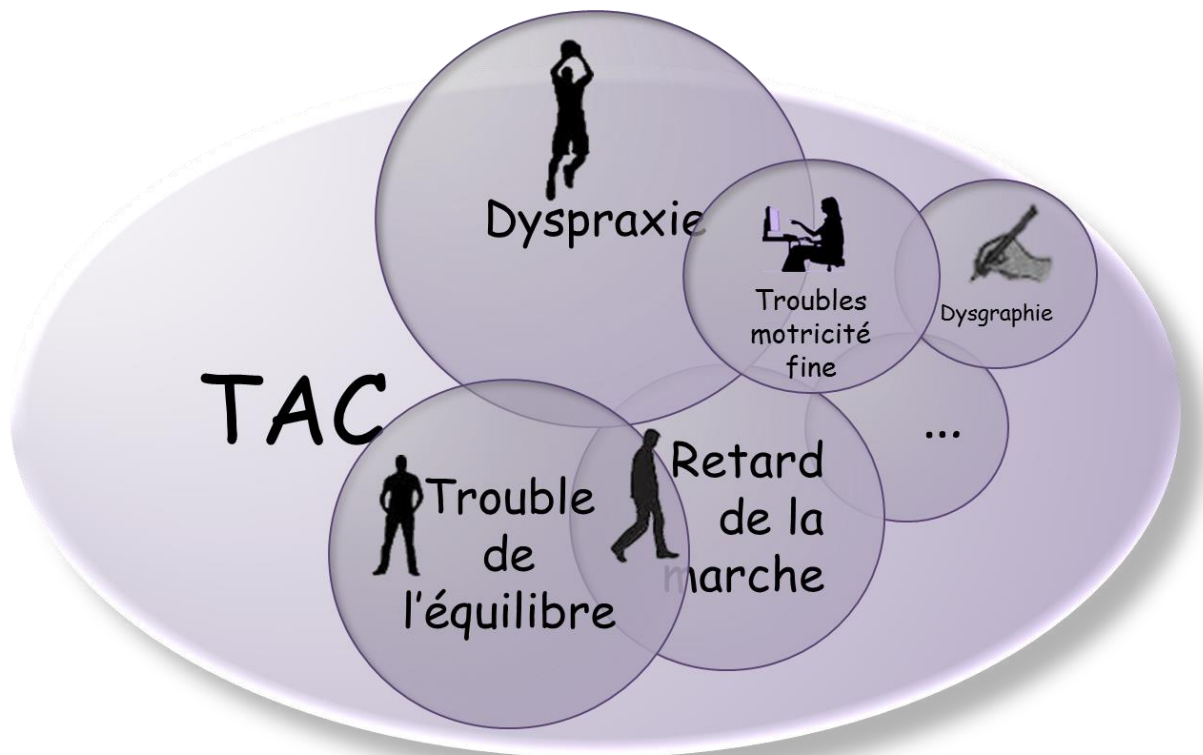 Dyspraxie
Troubles
motricité
fine
Dysgraphie
TAC
...
Retard
de la
marche
Trouble
de
l'équilibre